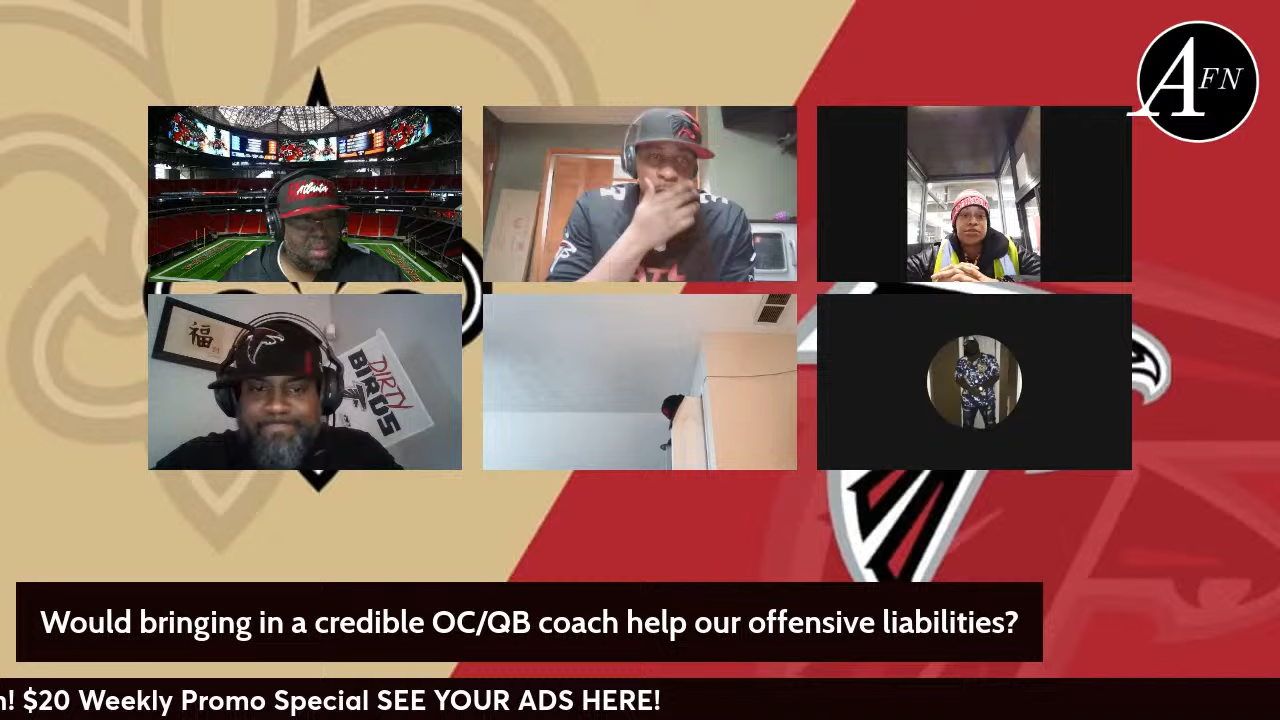 AFN
Atlanta
ATL
福
DIRTY
BIRDS
Would bringing in a credible OC/QB coach help our offensive liabilities?
! $20 Weekly Promo Special SEE YOUR ADS HERE!